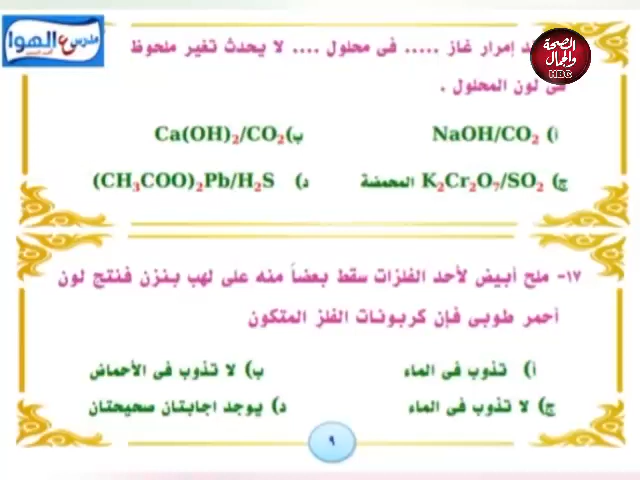 مدرس ع الهوا
الصحة
والجمال
HBC
إمرار غاز ..... فى محلول .... لا يحدث تغير ملحوظ
فى لون المحلول .
أ) NaOH/CO2 ب) Ca(OH)2/CO2
ج) K2Cr2O7/SO2 المحمضة د) (CH3COO)2Pb/H2S
١٧- ملح أبيض لأحد الفلزات سقط بعضاً منه على لهب بنزن فنتج لون
أحمر طوبى فإن كربونات الفلز المتكون
أ) تذوب فى الماء ب) لا تذوب فى الأحماض
ج) لا تذوب فى الماء د) يوجد اجابتان صحيحتان
٩